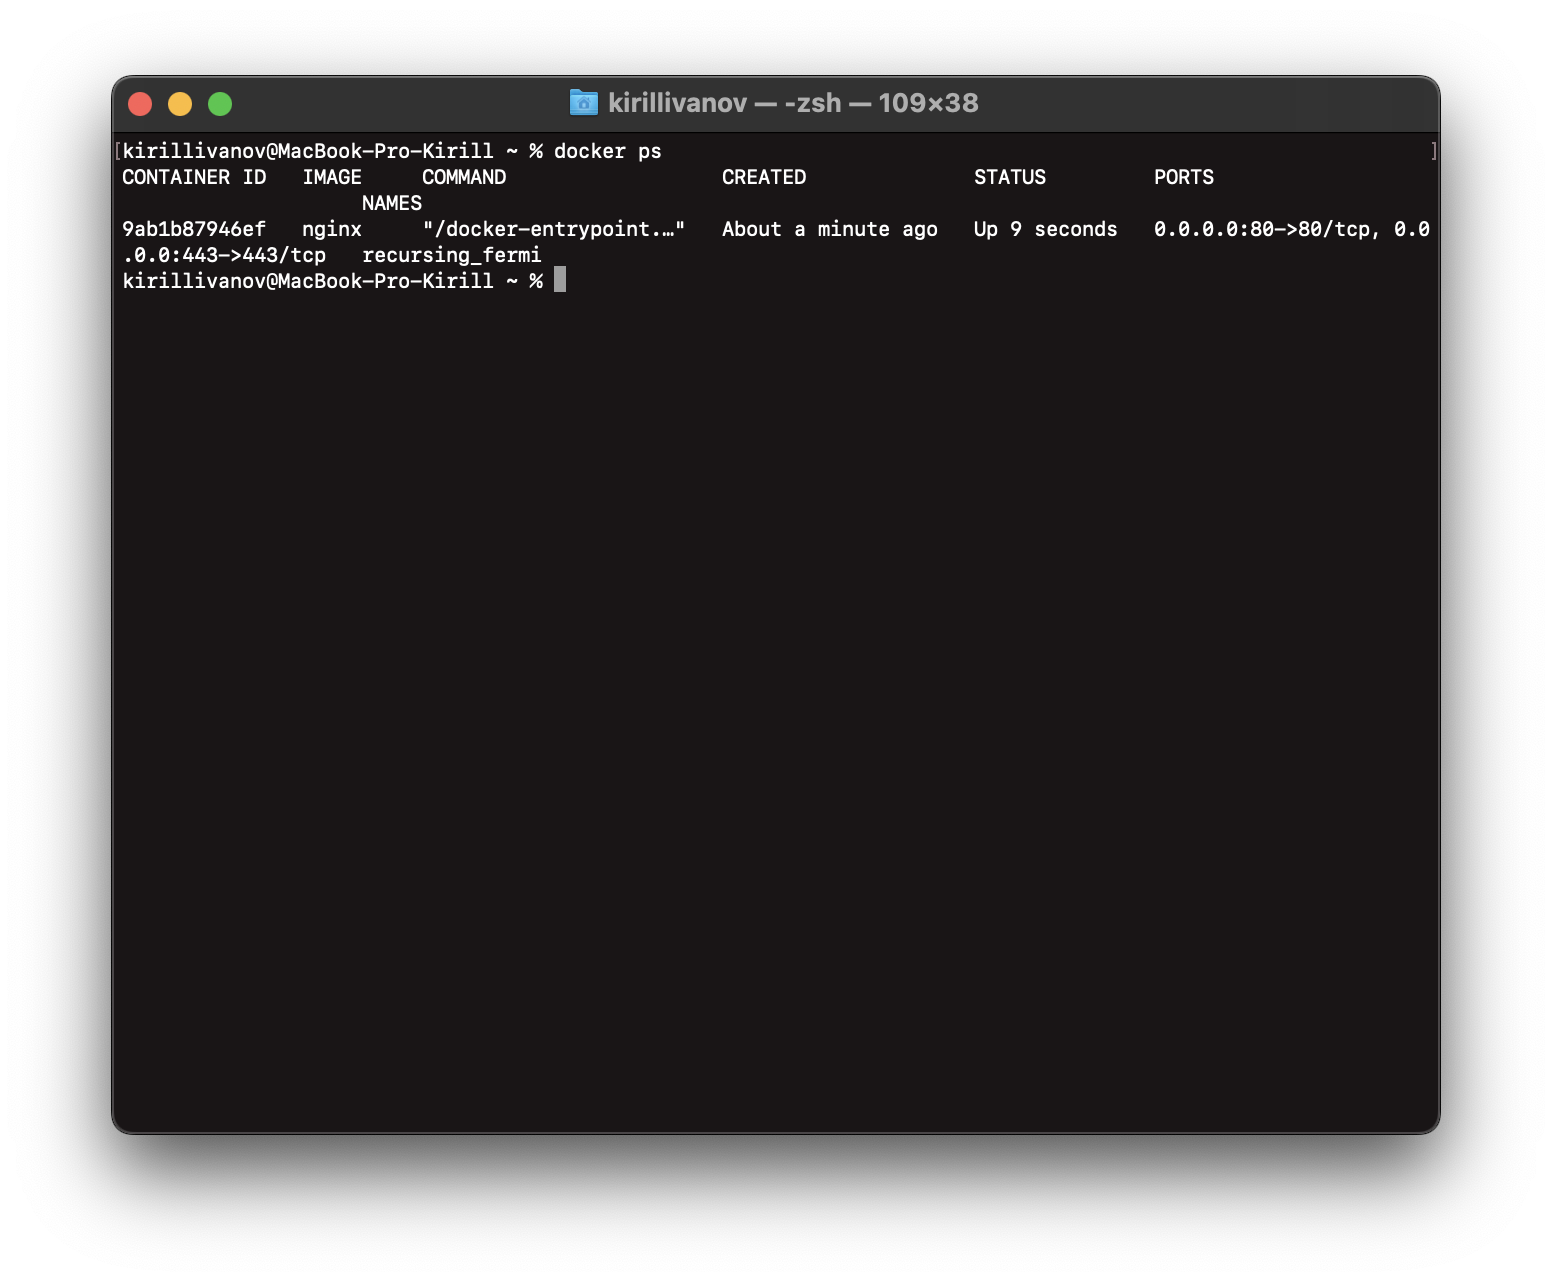 kirillivanov — -zsh — 109×38
[kirillivanov@MacBook-Pro-Kirill ~ % docker ps ]
CONTAINER ID   IMAGE     COMMAND                  CREATED              STATUS         PORTS
                    NAMES
9ab1b87946ef   nginx     "/docker-entrypoint.…"   About a minute ago   Up 9 seconds   0.0.0.0:80->80/tcp, 0.0
.0.0:443->443/tcp   recursing_fermi
kirillivanov@MacBook-Pro-Kirill ~ %